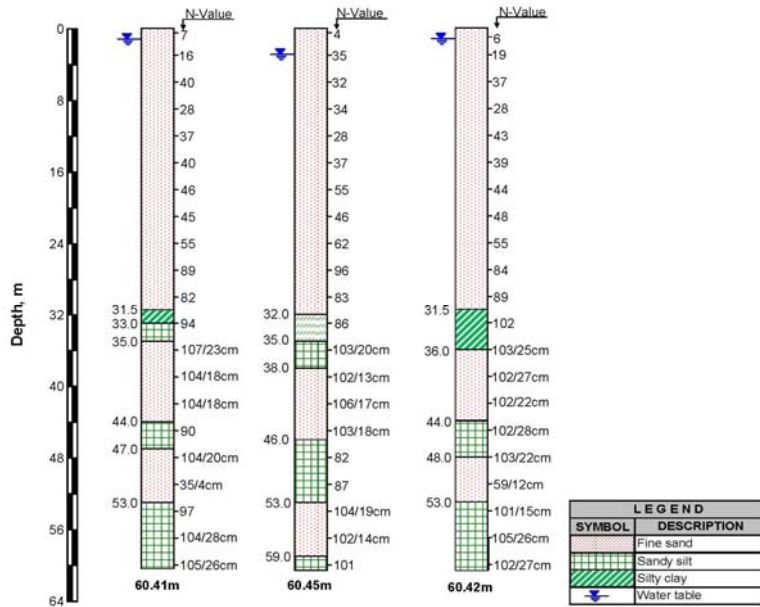 N-Value
N-Value
N-Value
Depth, m
0
8
16
24
32
40
48
56
64
7
16
40
28
37
40
46
45
55
89
82
94
107/23cm
104/18cm
104/18cm
90
104/20cm
35/4cm
97
104/28cm
105/26cm
31.5
33.0
35.0
44.0
47.0
53.0
60.41m
4
35
32
34
28
37
55
46
62
96
83
86
103/20cm
102/13cm
106/17cm
103/18cm
82
87
104/19cm
102/14cm
101
32.0
35.0
38.0
46.0
53.0
59.0
60.45m
6
19
37
28
43
39
44
48
55
84
89
102
103/25cm
102/27cm
102/22cm
102/28cm
103/22cm
59/12cm
101/15cm
105/26cm
102/27cm
31.5
36.0
44.0
48.0
53.0
60.42m
LEGEND
SYMBOL DESCRIPTION
Fine sand
Sandy silt
Silty clay
Water table